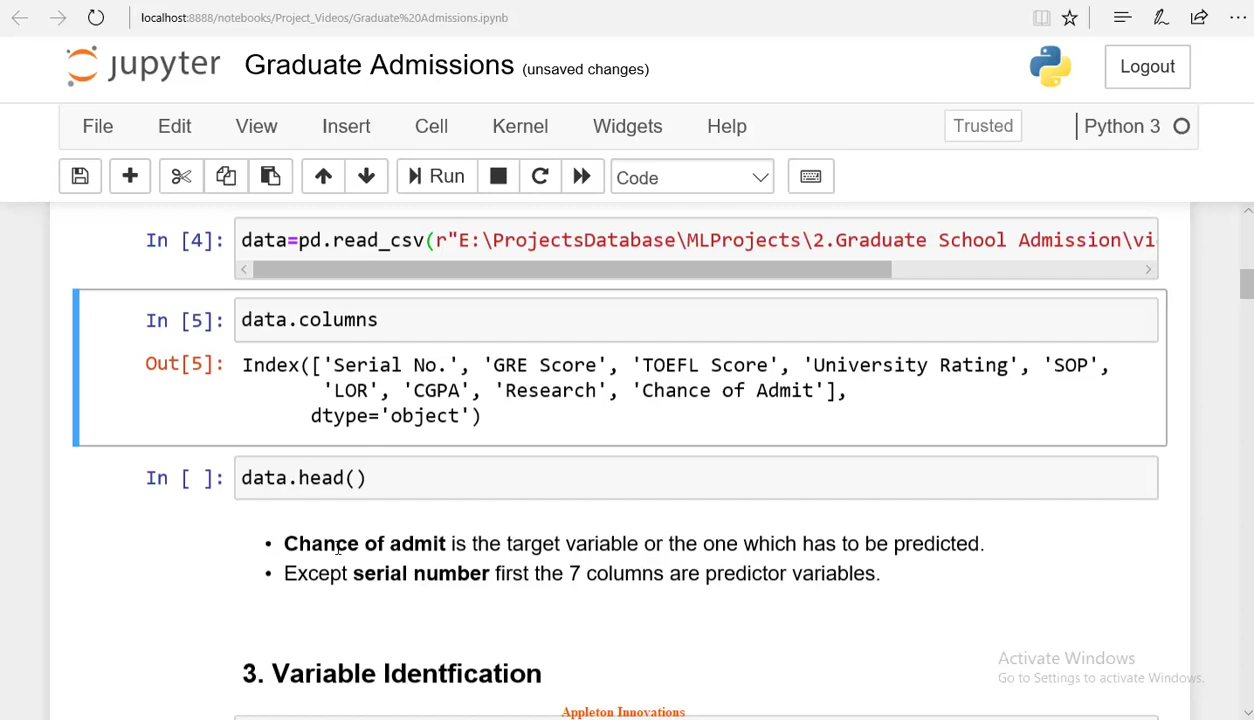 localhost:8888/notebooks/Project_Videos/Graduate%20Admissions.ipynb
jupyter Graduate Admissions (unsaved changes) Logout
File Edit View Insert Cell Kernel Widgets Help Trusted Python 3
Run Code
In [4]: data=pd.read_csv(r"E:\ProjectsDatabase\MLProjects\2.Graduate School Admission\vi
In [5]: data.columns
Out[5]: Index(['Serial No.', 'GRE Score', 'TOEFL Score', 'University Rating', 'SOP',
'LOR', 'CGPA', 'Research', 'Chance of Admit'],
dtype='object')
In [ ]: data.head()
• Chance of admit is the target variable or the one which has to be predicted.
• Except serial number first the 7 columns are predictor variables.
3. Variable Identfication
Activate Windows
Go to Settings to activate Windows.
Appleton Innovations